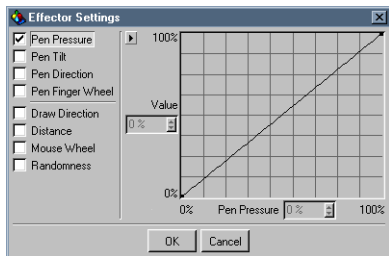 Effector Settings
Pen Pressure
Pen Tilt
Pen Direction
Pen Finger Wheel
Draw Direction
Distance
Mouse Wheel
Randomness
100%
Value
0 %
0%
0% Pen Pressure 0 % 100%
OK Cancel